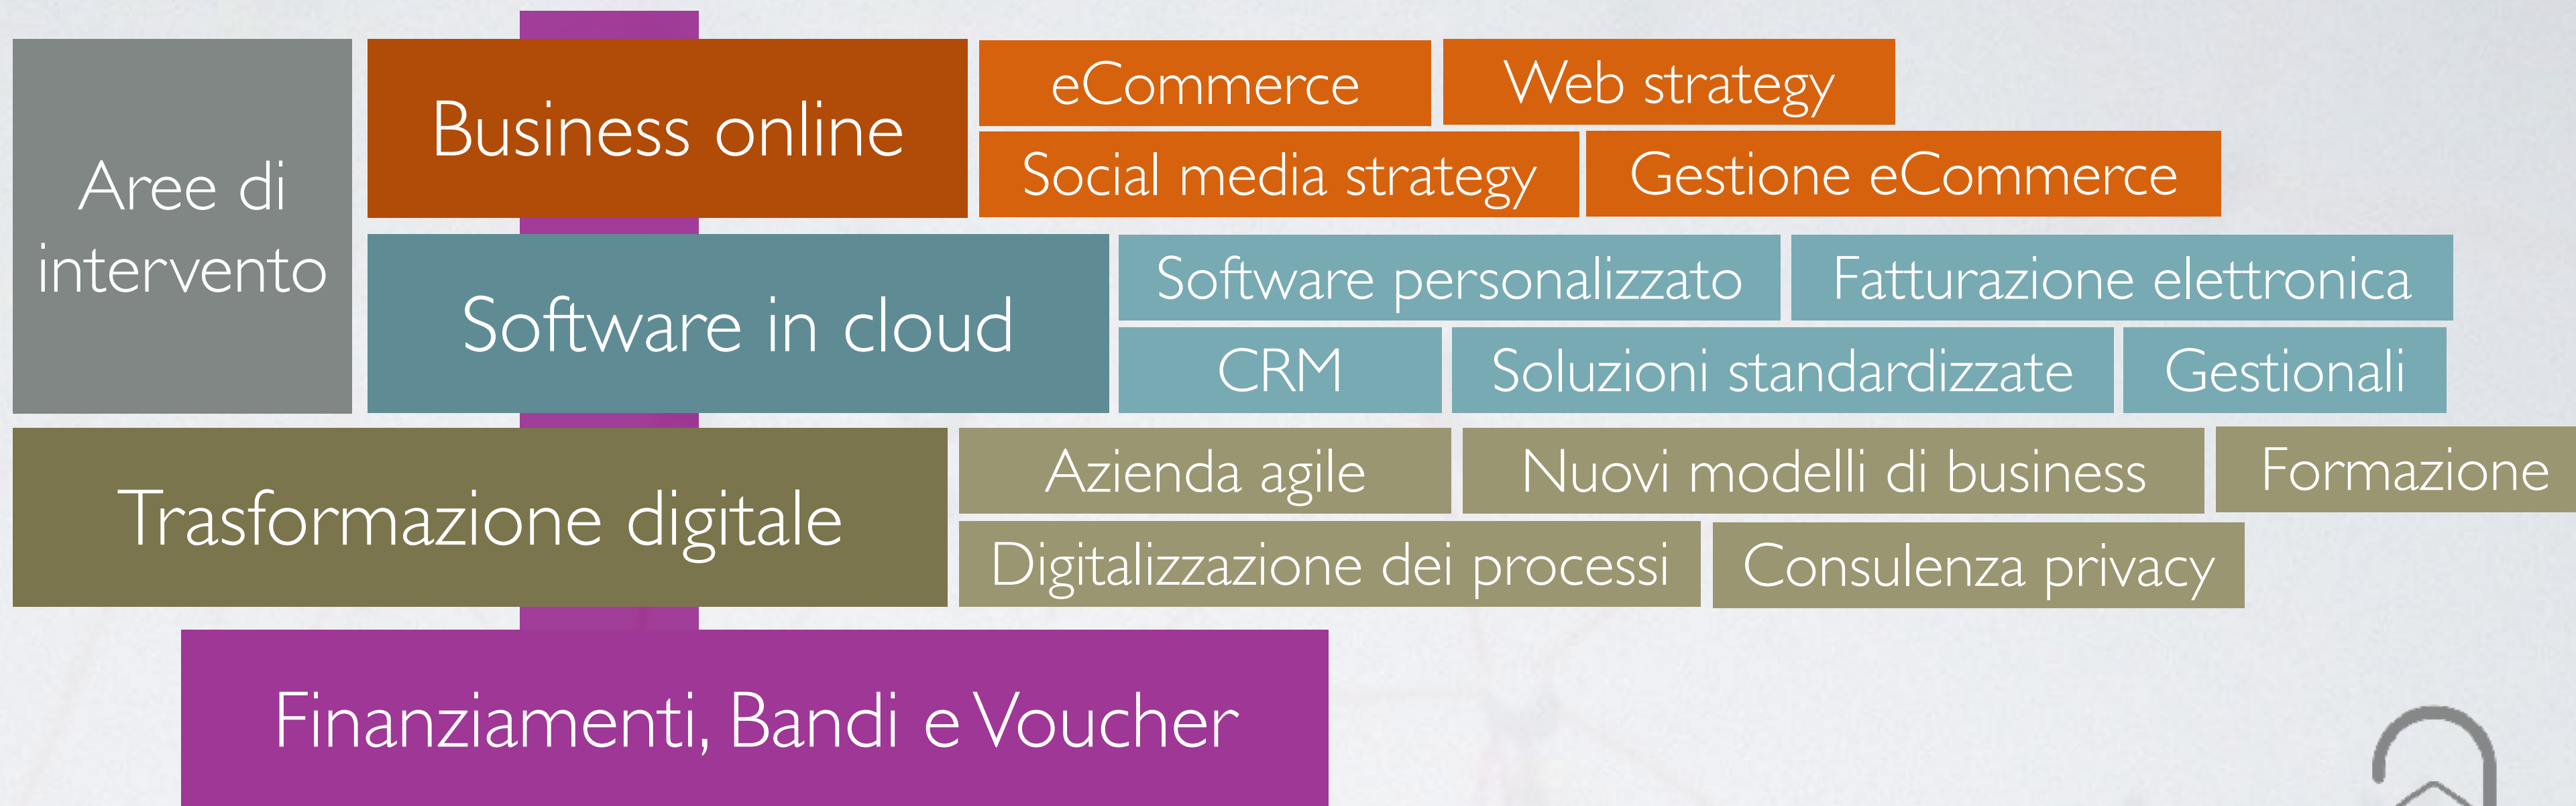 Aree di
intervento
Business online
eCommerce
Web strategy
Social media strategy
Gestione eCommerce
Software in cloud
Software personalizzato
Fatturazione elettronica
CRM
Soluzioni standardizzate
Gestionali
Trasformazione digitale
Azienda agile
Nuovi modelli di business
Formazione
Digitalizzazione dei processi
Consulenza privacy
Finanziamenti, Bandi e Voucher